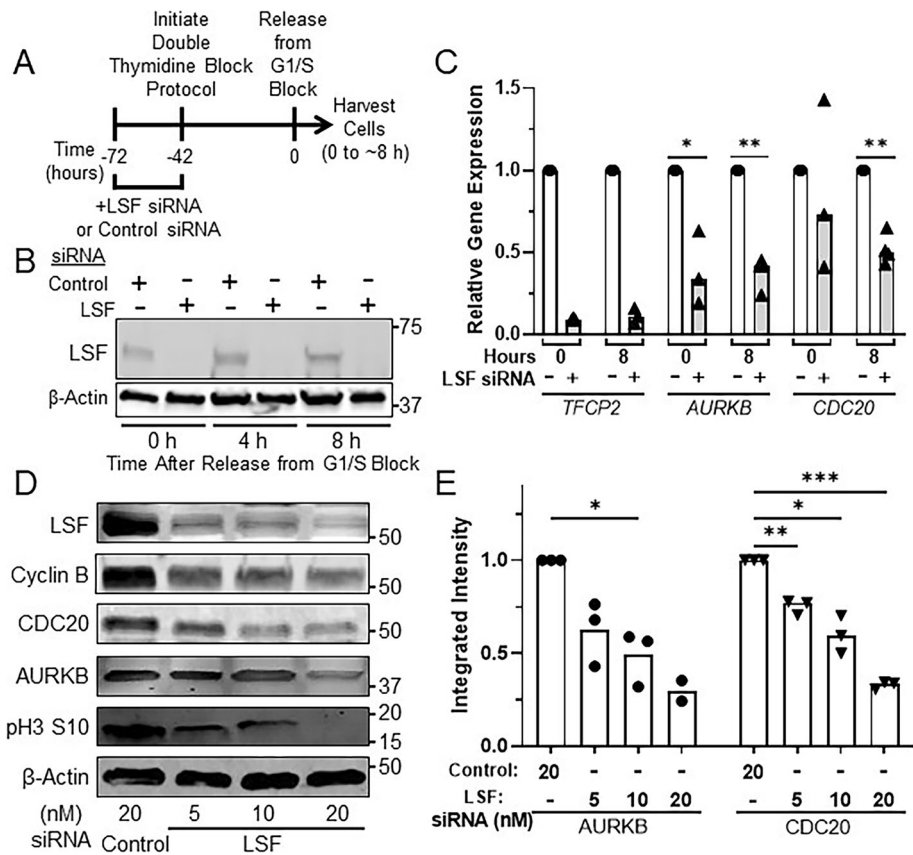 A
Initiate
Double
Thymidine Block
Protocol
Release
from
G1/S
Block
Harvest
Cells
(0 to ~8 h)
Time
(hours)
-72
-42
0
+LSF siRNA
or Control siRNA
B
siRNA
Control + - + - + -
LSF - + - + - +
LSF
75
β-Actin
37
0 h 4 h 8 h
Time After Release from G1/S Block
C
Relative Gene Expression
1.5
1.0
0.5
0.0
* ** **
Hours 0 8 0 8 0 8
LSF siRNA - + - + - + - + - + - +
TFCP2 AURKB CDC20
D
LSF
50
Cyclin B
50
CDC20
50
AURKB
37
pH3 S10
20
15
β-Actin
50
(nM) 20 5 10 20
siRNA Control LSF
E
Integrated Intensity
1.0
0.5
0.0
*
***
*
**
Control: 20 - - - 20 - - -
LSF: - 5 10 20 - 5 10 20
siRNA (nM)
AURKB CDC20